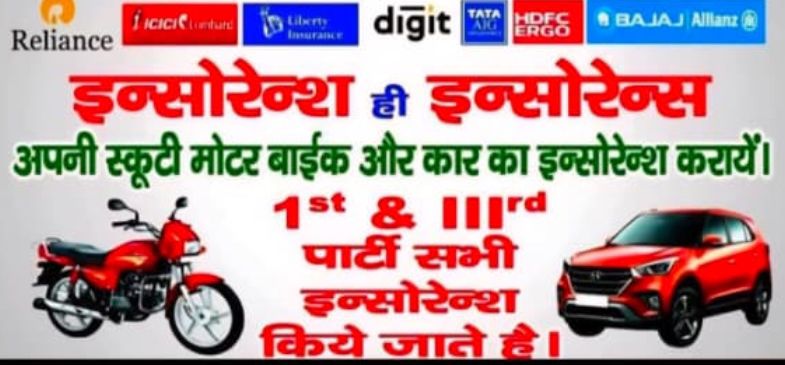 Reliance
ICICI Lombard
Liberty Insurance
digit
TATA AIG
HDFC ERGO
BAJAJ Allianz
इन्सोरेन्श ही इन्सोरेन्स
अपनी स्कूटी मोटर बाईक और कार का इन्सोरेन्श करायें।
1st & IIIrd
पार्टी सभी
इन्सोरेन्श
किये जाते है।